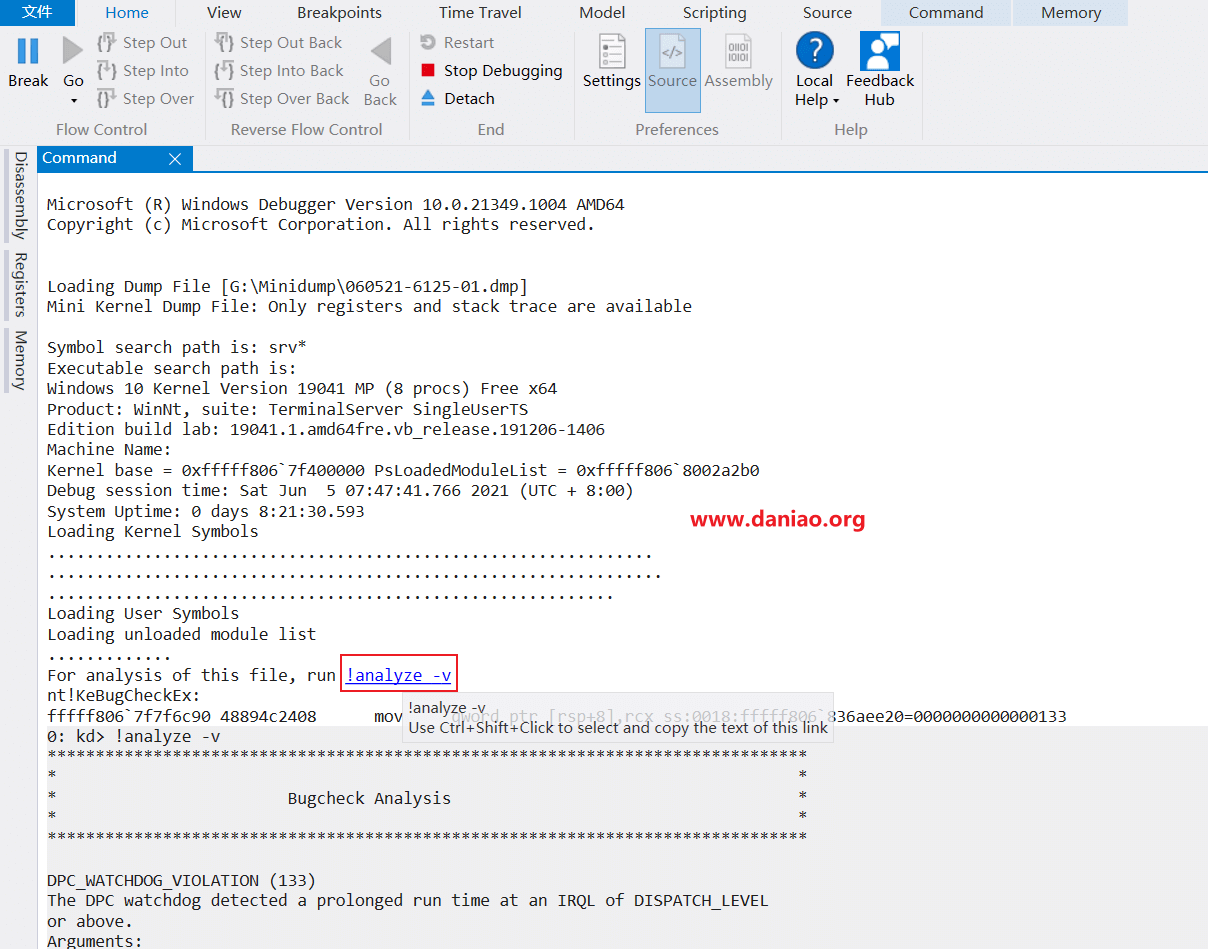 文件 Home View Breakpoints Time Travel Model Scripting Source Command Memory
Break
Go
Step Out
Step Into
Step Over
Flow Control
Step Out Back
Step Into Back
Step Over Back
Go Back
Reverse Flow Control
Restart
Stop Debugging
Detach
End
Settings
Source
Assembly
Preferences
Local Help
Feedback Hub
Help
Disassembly
Registers
Memory
Command
Microsoft (R) Windows Debugger Version 10.0.21349.1004 AMD64
Copyright (c) Microsoft Corporation. All rights reserved.
Loading Dump File [G:\Minidump\060521-6125-01.dmp]
Mini Kernel Dump File: Only registers and stack trace are available
Symbol search path is: srv*
Executable search path is:
Windows 10 Kernel Version 19041 MP (8 procs) Free x64
Product: WinNt, suite: TerminalServer SingleUserTS
Edition build lab: 19041.1.amd64fre.vb_release.191206-1406
Machine Name:
Kernel base = 0xfffff806`7f400000 PsLoadedModuleList = 0xfffff806`8002a2b0
Debug session time: Sat Jun  5 07:47:41.766 2021 (UTC + 8:00)
System Uptime: 0 days 8:21:30.593
www.daniao.org
Loading Kernel Symbols
...............................................................
................................................................
...........................................................
Loading User Symbols
Loading unloaded module list
.............
For analysis of this file, run !analyze -v
nt!KeBugCheckEx:
fffff806`7f7f6c90 48894c2408      mov     qword ptr [rsp+8],rcx ss:0018:fffff806`836aee20=0000000000000133
!analyze -v
Use Ctrl+Shift+Click to select and copy the text of this link
0: kd> !analyze -v
*******************************************************************************
*                                                                             *
*                        Bugcheck Analysis                                    *
*                                                                             *
*******************************************************************************
DPC_WATCHDOG_VIOLATION (133)
The DPC watchdog detected a prolonged run time at an IRQL of DISPATCH_LEVEL
or above.
Arguments: